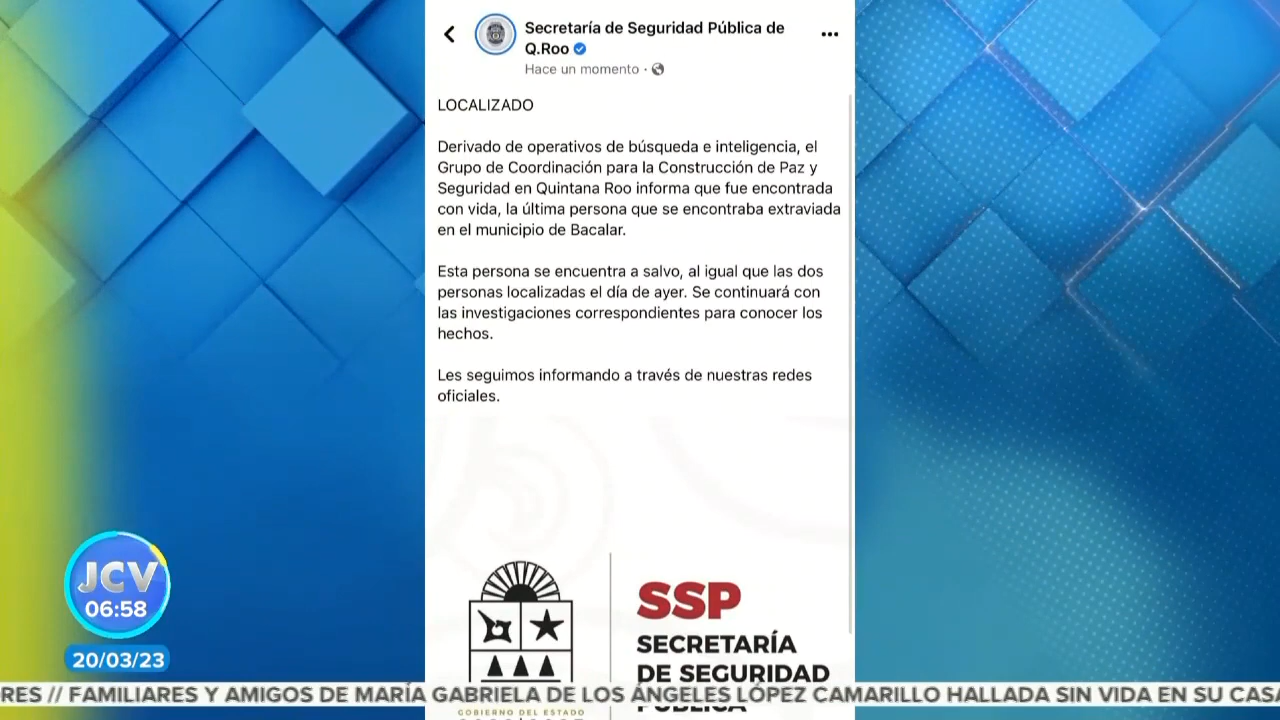 Secretaría de Seguridad Pública de
Q.Roo
Hace un momento ·
LOCALIZADO
Derivado de operativos de búsqueda e inteligencia, el
Grupo de Coordinación para la Construcción de Paz y
Seguridad en Quintana Roo informa que fue encontrada
con vida, la última persona que se encontraba extraviada
en el municipio de Bacalar.
Esta persona se encuentra a salvo, al igual que las dos
personas localizadas el día de ayer. Se continuará con
las investigaciones correspondientes para conocer los
hechos.
Les seguimos informando a través de nuestras redes
oficiales.
SSP
SECRETARÍA
DE SEGURIDAD
PÚBLICA
JCV
06:58
20/03/23
RES // FAMILIARES Y AMIGOS DE MARÍA GABRIELA DE LOS ÁNGELES LÓPEZ CAMARILLO HALLADA SIN VIDA EN SU CASA
GOBIERNO DEL ESTADO